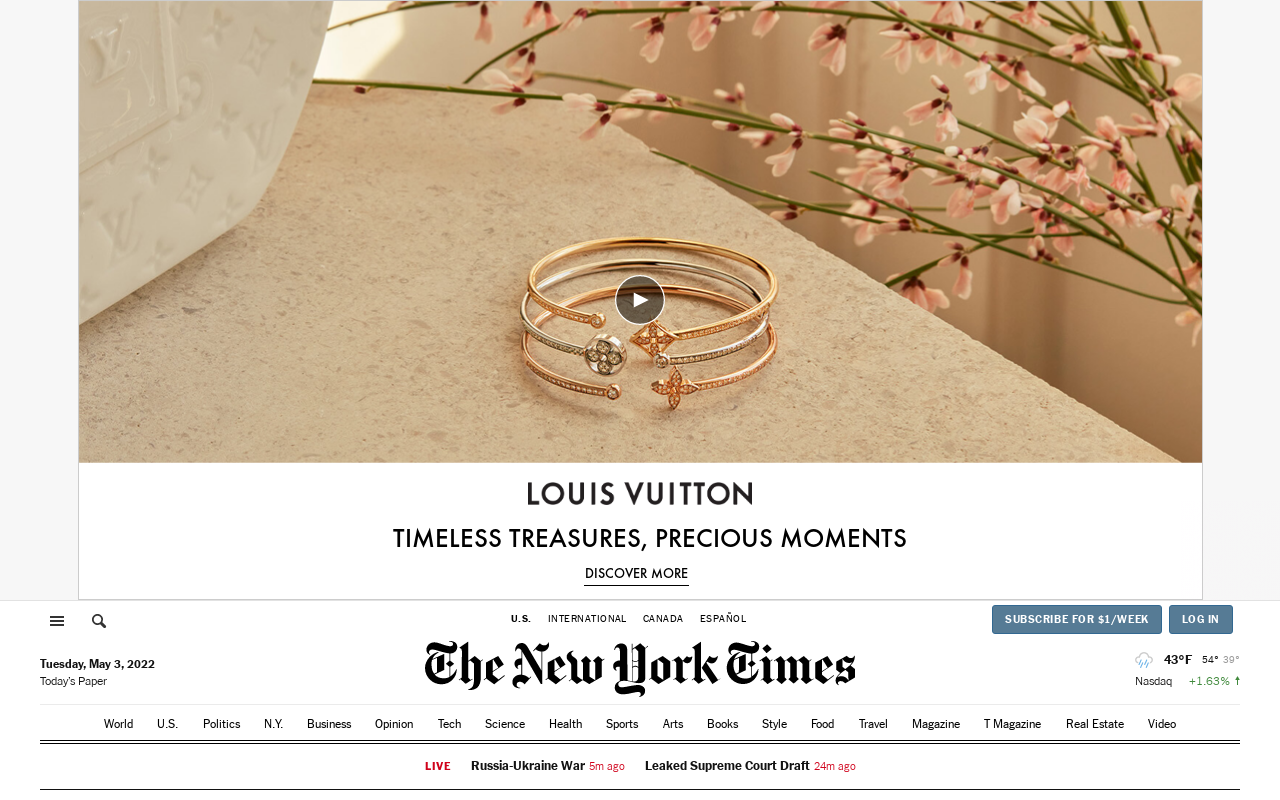 LOUIS VUITTON
TIMELESS TREASURES, PRECIOUS MOMENTS
DISCOVER MORE
U.S. INTERNATIONAL CANADA ESPAÑOL
SUBSCRIBE FOR $1/WEEK LOG IN
The New York Times
Tuesday, May 3, 2022
Today's Paper
43°F 54° 39°
Nasdaq +1.63% ↑
World U.S. Politics N.Y. Business Opinion Tech Science Health Sports Arts Books Style Food Travel Magazine T Magazine Real Estate Video
LIVE Russia-Ukraine War 5m ago Leaked Supreme Court Draft 24m ago